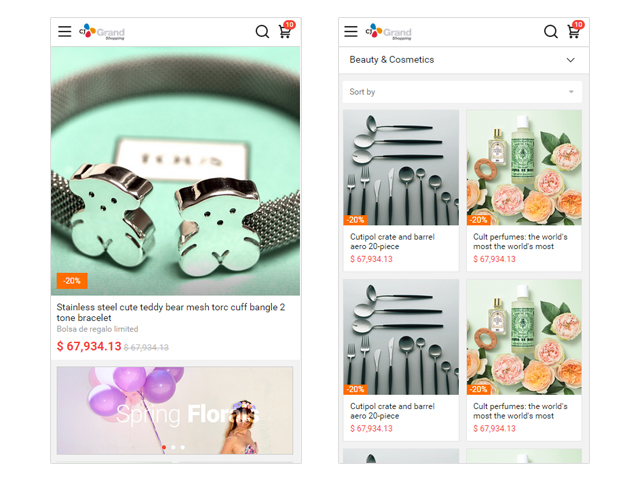 CJ Grand
Shopping
10
TOUS
-20%
Stainless steel cute teddy bear mesh torc cuff bangle 2
tone bracelet
Bolsa de regalo limited
$ 67,934.13 $ 67,934.13
Spring Florals
CJ Grand
Shopping
10
Beauty & Cosmetics
Sort by
-20%
-20%
Cutipol crate and barrel
aero 20-piece
$ 67,934.13
Cult perfumes: the world's
most the world's most
$ 67,934.13
-20%
-20%
Cutipol crate and barrel
aero 20-piece
$ 67,934.13
Cult perfumes: the world's
most the world's most
$ 67,934.13